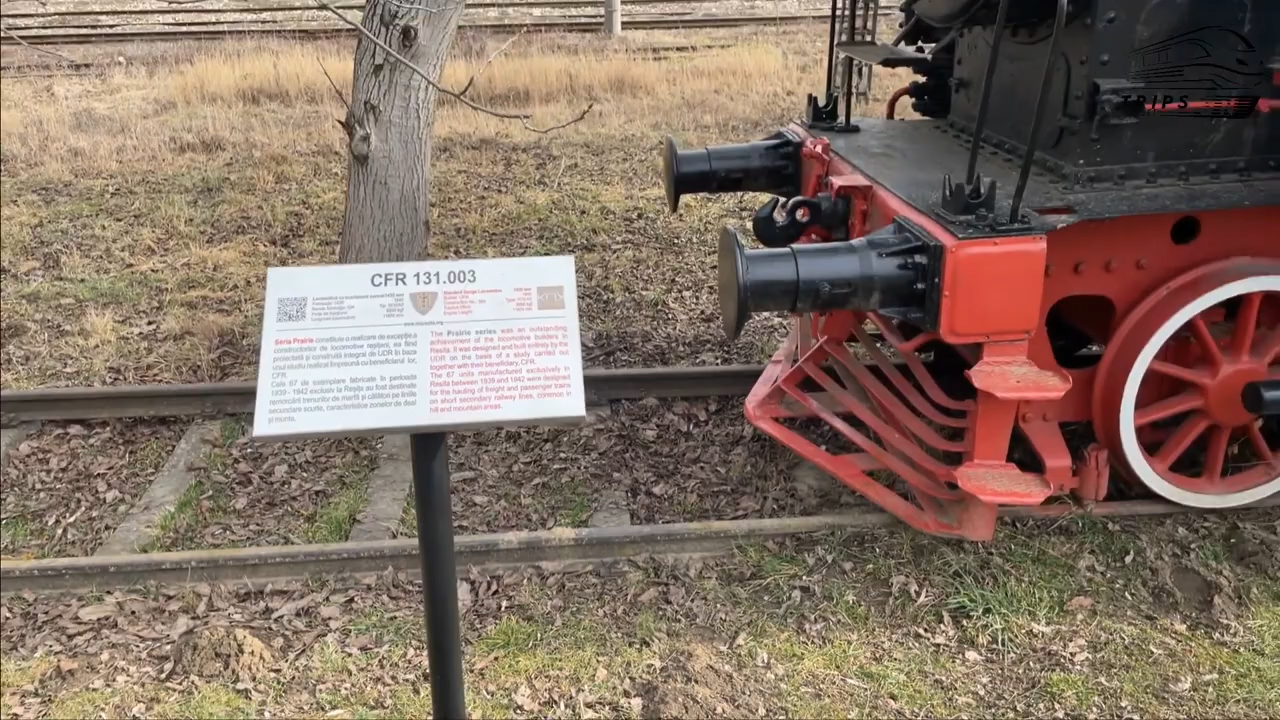 CFR 131.003
TRIPS
Standard Gauge Locomotive
Seria Prairie constituie o realizare de excepție a
constructorilor de locomotive reșițeni, ea fiind
proiectată și construită integral de UDR în baza
unui studiu realizat împreună cu beneficiarul lor,
CFR.
Cele 67 de exemplare fabricate în perioada
1939 - 1942 exclusiv la Reșița au fost destinate
remorcării trenurilor de marfă și călători pe liniile
secundare scurte, caracteristice zonelor de deal
și munte.
The Prairie series was an outstanding
achievement of the locomotive builders in
Resita. It was designed and built entirely by the
UDR on the basis of a study carried out
together with their beneficiary, CFR.
The 67 units manufactured exclusively in
Resita between 1939 and 1942 were designed
for the hauling of freight and passenger trains
on short secondary railway lines, common in
hill and mountain areas.